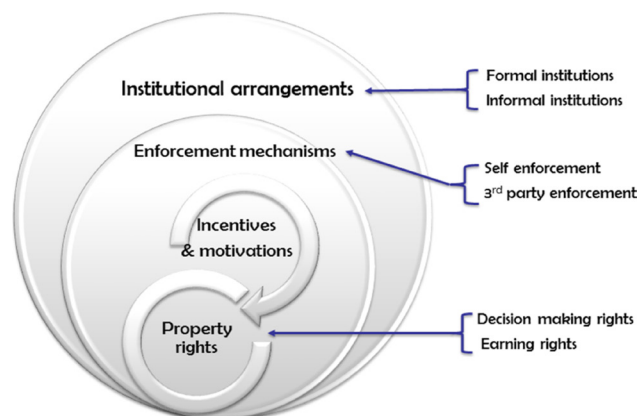 Institutional arrangements
Formal institutions
Informal institutions
Enforcement mechanisms
Self enforcement
3rd party enforcement
Incentives
& motivations
Property
rights
Decision making rights
Earning rights